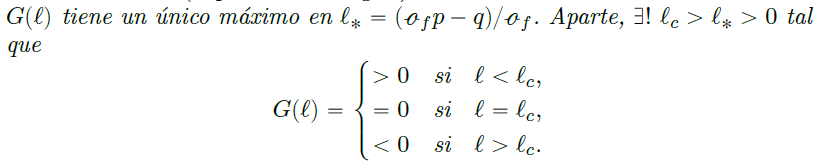 G(ℓ) tiene un único máximo en ℓ_* = (σ_f p − q)/σ_f. Aparte, ∃! ℓ_c > ℓ_* > 0 tal
que
G(ℓ) = { > 0 si ℓ < ℓ_c,
= 0 si ℓ = ℓ_c,
< 0 si ℓ > ℓ_c.